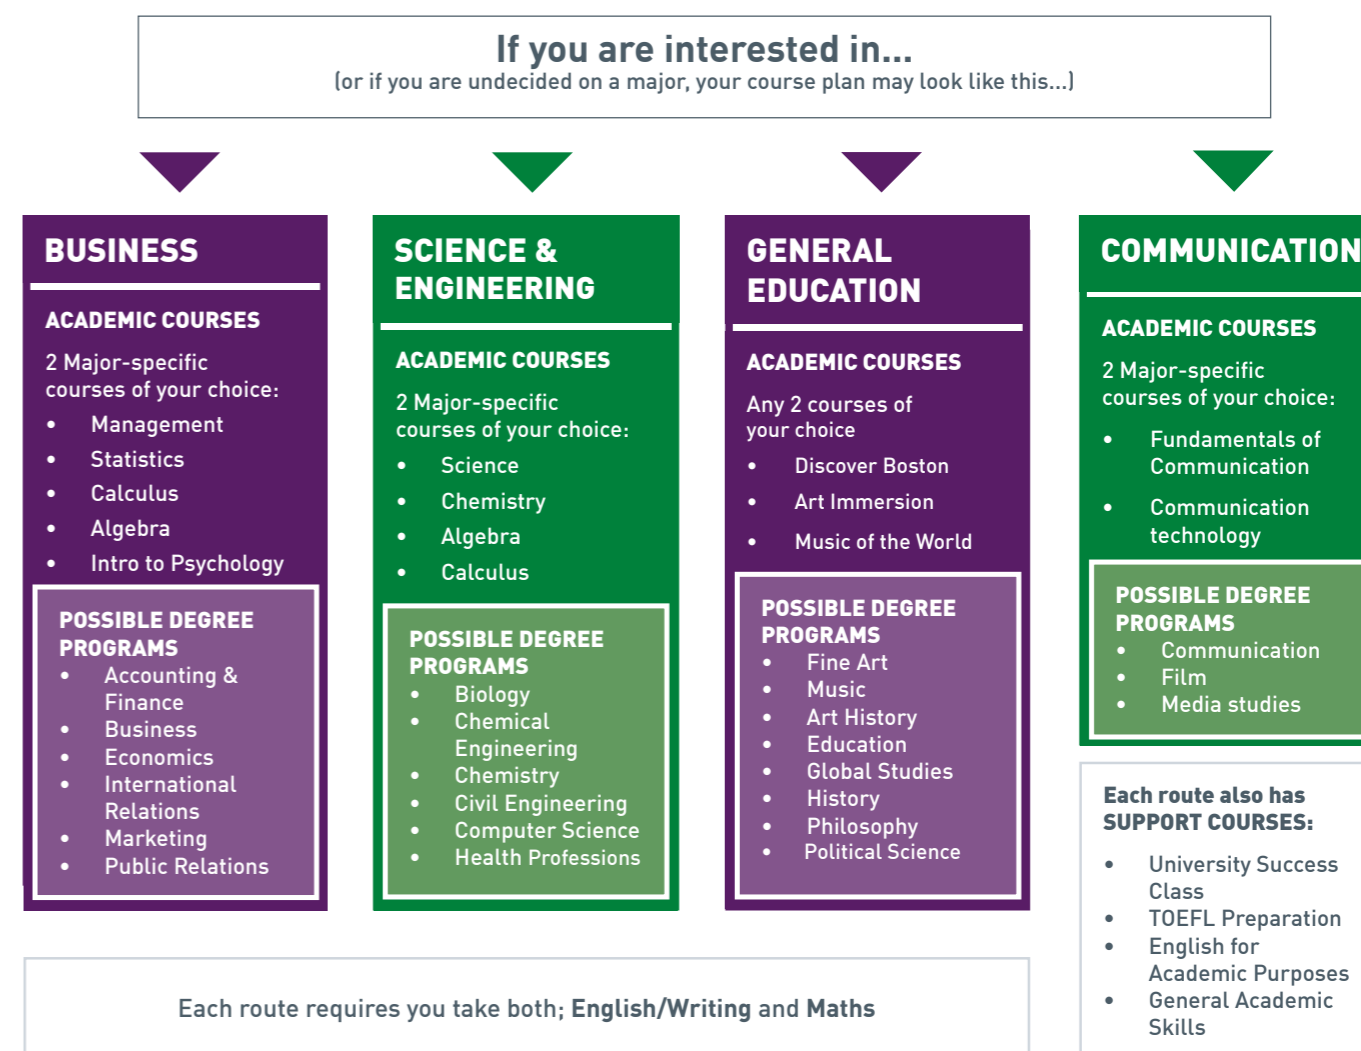 If you are interested in...
(or if you are undecided on a major, your course plan may look like this...)
BUSINESS
ACADEMIC COURSES
2 Major-specific
courses of your choice:
• Management
• Statistics
• Calculus
• Algebra
• Intro to Psychology
POSSIBLE DEGREE
PROGRAMS
• Accounting &
Finance
• Business
• Economics
• International
Relations
• Marketing
• Public Relations
SCIENCE &
ENGINEERING
ACADEMIC COURSES
2 Major-specific
courses of your choice:
• Science
• Chemistry
• Algebra
• Calculus
POSSIBLE DEGREE
PROGRAMS
• Biology
• Chemical
Engineering
• Chemistry
• Civil Engineering
• Computer Science
• Health Professions
GENERAL
EDUCATION
ACADEMIC COURSES
Any 2 courses of
your choice
• Discover Boston
• Art Immersion
• Music of the World
POSSIBLE DEGREE
PROGRAMS
• Fine Art
• Music
• Art History
• Education
• Global Studies
• History
• Philosophy
• Political Science
COMMUNICATION
ACADEMIC COURSES
2 Major-specific
courses of your choice:
• Fundamentals of
Communication
• Communication
technology
POSSIBLE DEGREE
PROGRAMS
• Communication
• Film
• Media studies
Each route also has
SUPPORT COURSES:
• University Success
Class
• TOEFL Preparation
• English for
Academic Purposes
• General Academic
Skills
Each route requires you take both; English/Writing and Maths